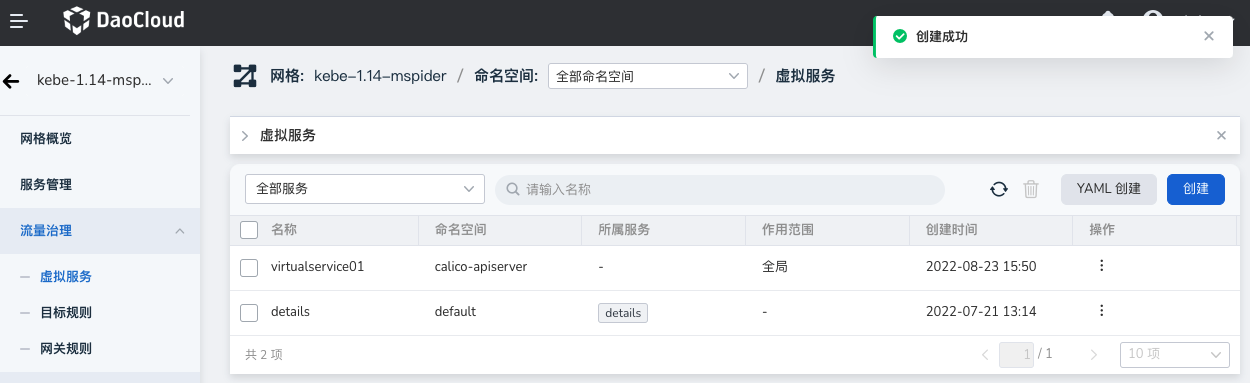 DaoCloud
创建成功
kebe-1.14-msp...
网格: kebe-1.14-mspider / 命名空间: 全部命名空间 / 虚拟服务
网格概览
服务管理
流量治理
虚拟服务
目标规则
网关规则
虚拟服务
全部服务 请输入名称 YAML 创建 创建
名称 命名空间 所属服务 作用范围 创建时间 操作
virtualservice01 calico-apiserver - 全局 2022-08-23 15:50
details default details - 2022-07-21 13:14
共 2 项 1 / 1 10 项